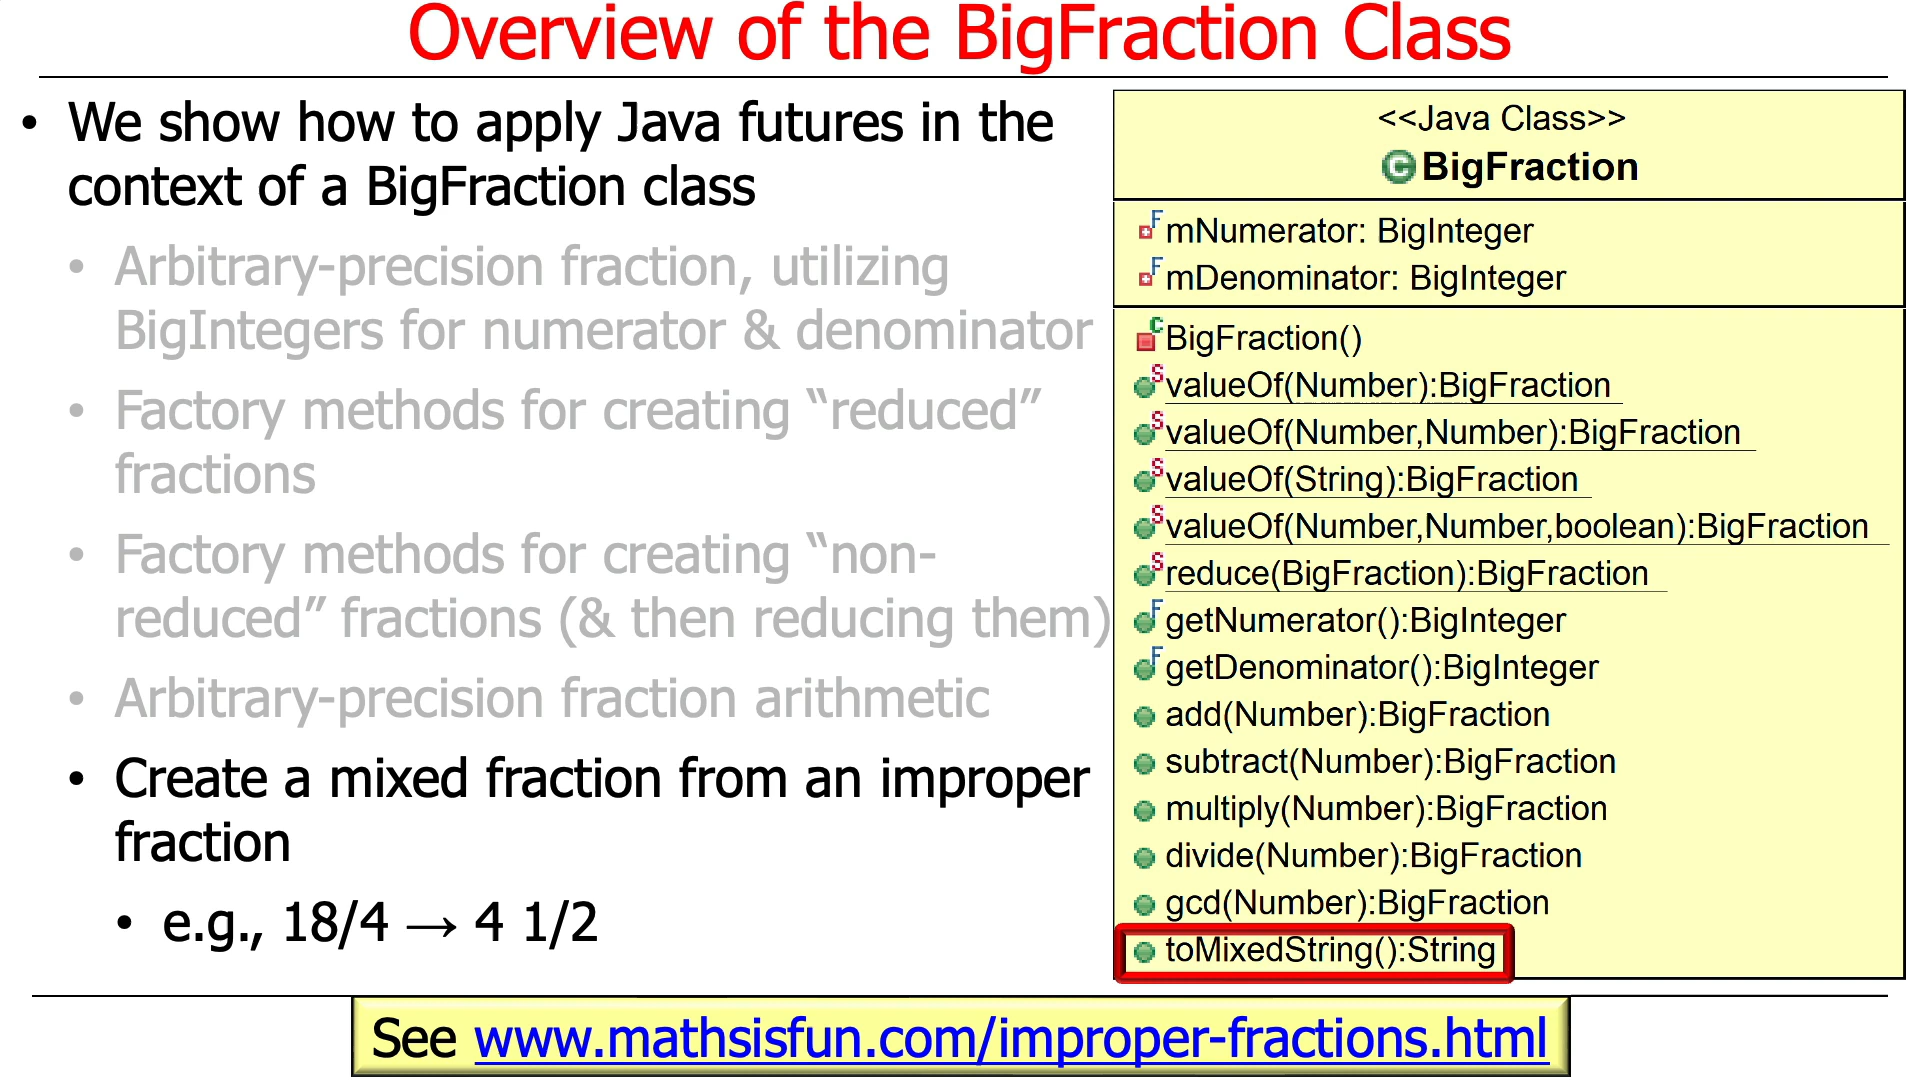 Overview of the BigFraction Class
• We show how to apply Java futures in the
context of a BigFraction class
• Arbitrary-precision fraction, utilizing
BigIntegers for numerator & denominator
• Factory methods for creating “reduced”
fractions
• Factory methods for creating “non-
reduced” fractions (& then reducing them)
• Arbitrary-precision fraction arithmetic
• Create a mixed fraction from an improper
fraction
• e.g., 18/4 → 4 1/2
<<Java Class>>
C BigFraction
F mNumerator: BigInteger
F mDenominator: BigInteger
C BigFraction()
S valueOf(Number):BigFraction
S valueOf(Number,Number):BigFraction
S valueOf(String):BigFraction
S valueOf(Number,Number,boolean):BigFraction
S reduce(BigFraction):BigFraction
F getNumerator():BigInteger
F getDenominator():BigInteger
add(Number):BigFraction
subtract(Number):BigFraction
multiply(Number):BigFraction
divide(Number):BigFraction
gcd(Number):BigFraction
toMixedString():String
See www.mathsisfun.com/improper-fractions.html